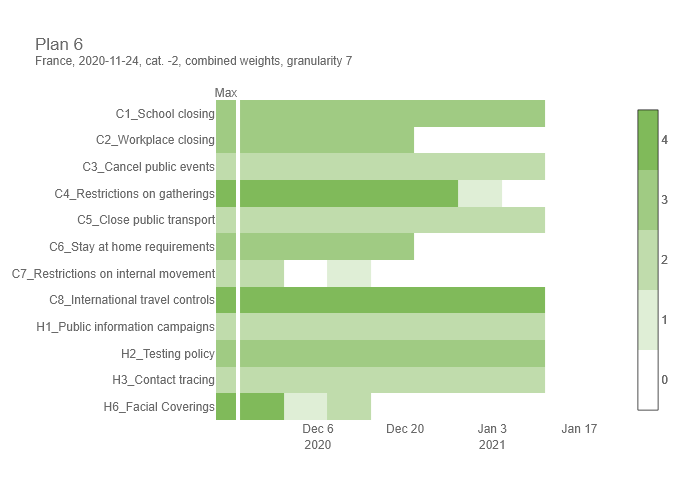 Plan 6
France, 2020-11-24, cat. -2, combined weights, granularity 7
Max
C1_School closing
C2_Workplace closing
C3_Cancel public events
C4_Restrictions on gatherings
C5_Close public transport
C6_Stay at home requirements
C7_Restrictions on internal movement
C8_International travel controls
H1_Public information campaigns
H2_Testing policy
H3_Contact tracing
H6_Facial Coverings
Dec 6 Dec 20 Jan 3 Jan 17
2020 2021
4
3
2
1
0